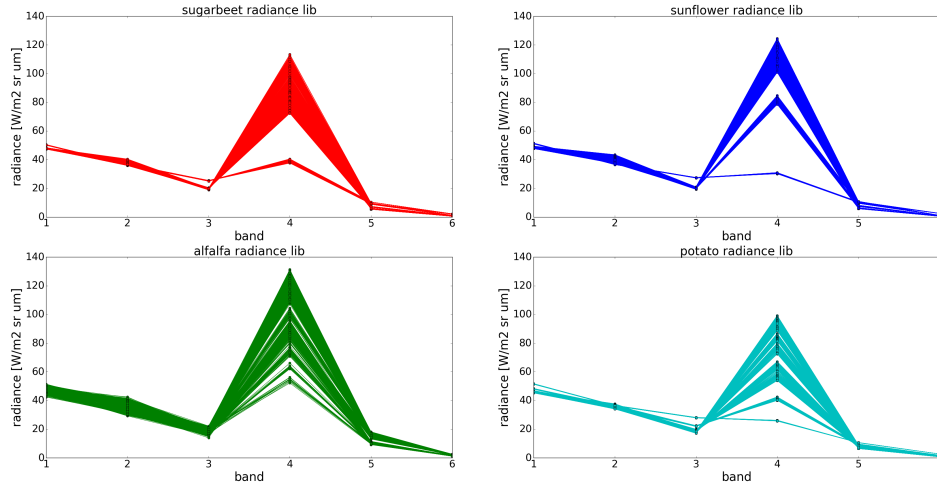 sugarbeet radiance lib
140
120
100
80
60
40
20
0
radiance [W/m2 sr um]
1 2 3 4 5 6
band
sunflower radiance lib
140
120
100
80
60
40
20
0
radiance [W/m2 sr um]
1 2 3 4 5
band
alfalfa radiance lib
140
120
100
80
60
40
20
0
radiance [W/m2 sr um]
1 2 3 4 5 6
band
potato radiance lib
140
120
100
80
60
40
20
0
radiance [W/m2 sr um]
1 2 3 4 5
band